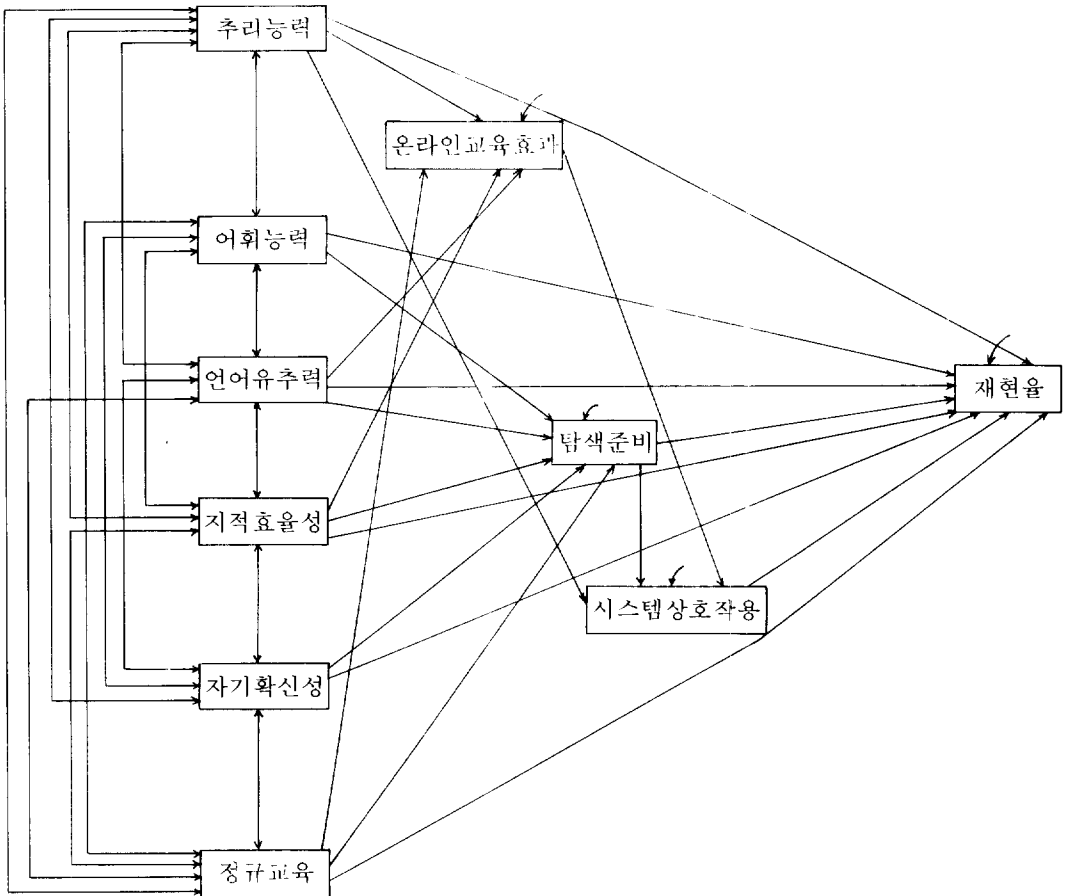 추리능력
온라인교육효과
어휘능력
언어유추력
재현율
탐색준비
지적효율성
시스템상호작용
자기확신성
정규교육